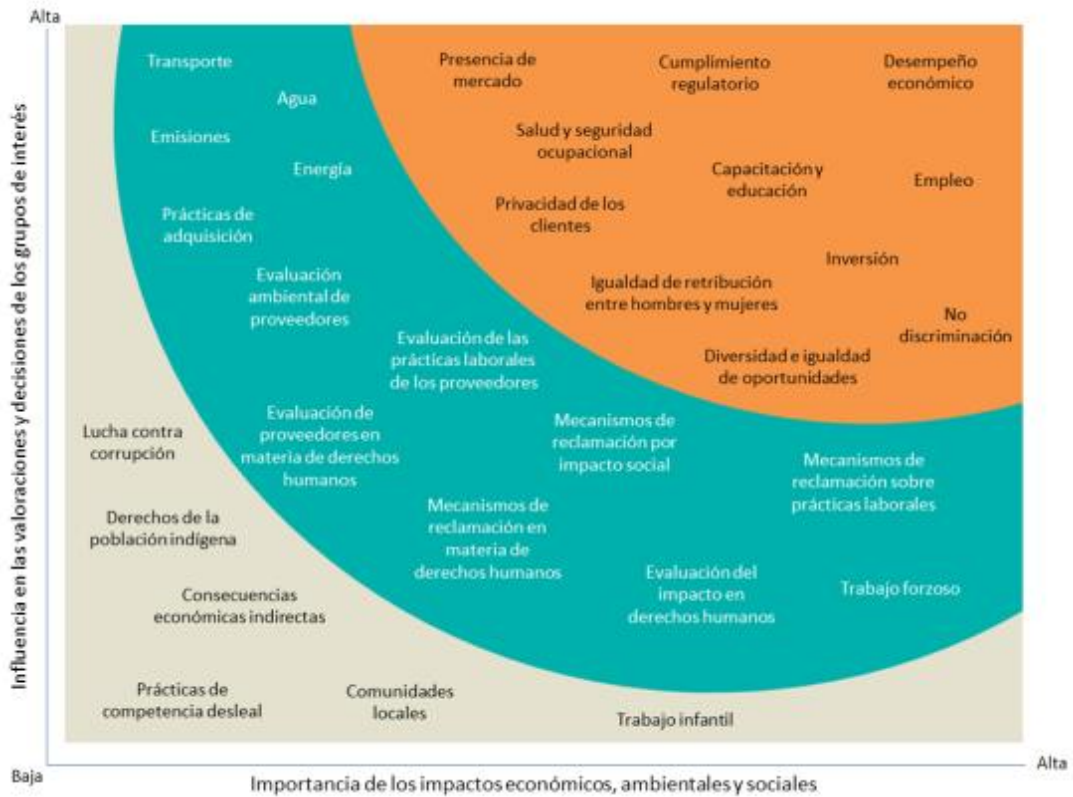 Alta
Influencia en las valoraciones y decisiones de los grupos de interés
Transporte
Agua
Emisiones
Energía
Prácticas de
adquisición
Evaluación
ambiental de
proveedores
Evaluación de las
prácticas laborales
de los proveedores
Evaluación de
proveedores en
materia de derechos
humanos
Mecanismos de
reclamación por
impacto social
Mecanismos de
reclamación sobre
prácticas laborales
Mecanismos de
reclamación en
materia de
derechos humanos
Evaluación del
impacto en
derechos humanos
Trabajo forzoso
Presencia de
mercado
Cumplimiento
regulatorio
Desempeño
económico
Salud y seguridad
ocupacional
Capacitación y
educación
Empleo
Privacidad de los
clientes
Inversión
Igualdad de retribución
entre hombres y mujeres
No
discriminación
Diversidad e igualdad
de oportunidades
Lucha contra
corrupción
Derechos de la
población indígena
Consecuencias
económicas indirectas
Prácticas de
competencia desleal
Comunidades
locales
Trabajo infantil
Baja
Importancia de los impactos económicos, ambientales y sociales
Alta